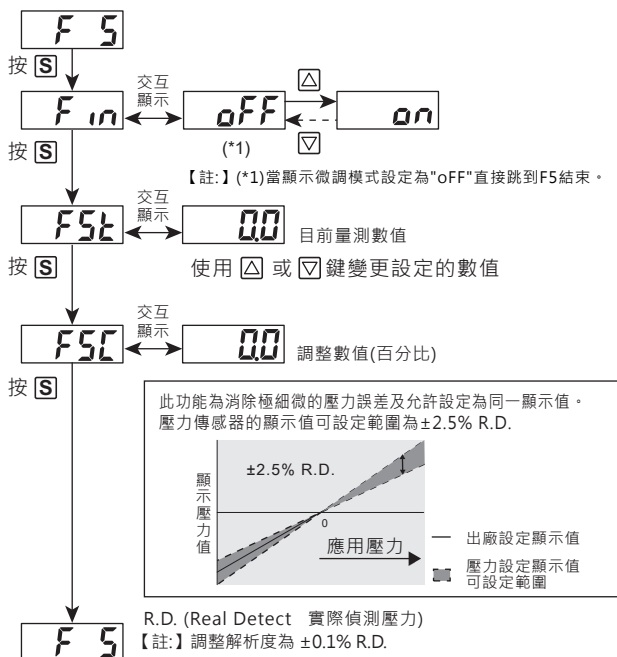 F 5
按 S
F in
交互
顯示
oFF
on
(*1)
按 S
【註:】(*1)當顯示微調模式設定為"oFF"直接跳到F5結束。
FSt
交互
顯示
0.0
目前量測數值
按 S
使用 △ 或 ▽ 鍵變更設定的數值
FSC
交互
顯示
0.0
調整數值(百分比)
按 S
此功能為消除極細微的壓力誤差及允許設定為同一顯示值。
壓力傳感器的顯示值可設定範圍為±2.5% R.D.
顯示壓力值
±2.5% R.D.
0
應用壓力
出廠設定顯示值
壓力設定顯示值
可設定範圍
F 5
R.D. (Real Detect 實際偵測壓力)
【註:】調整解析度為 ±0.1% R.D.